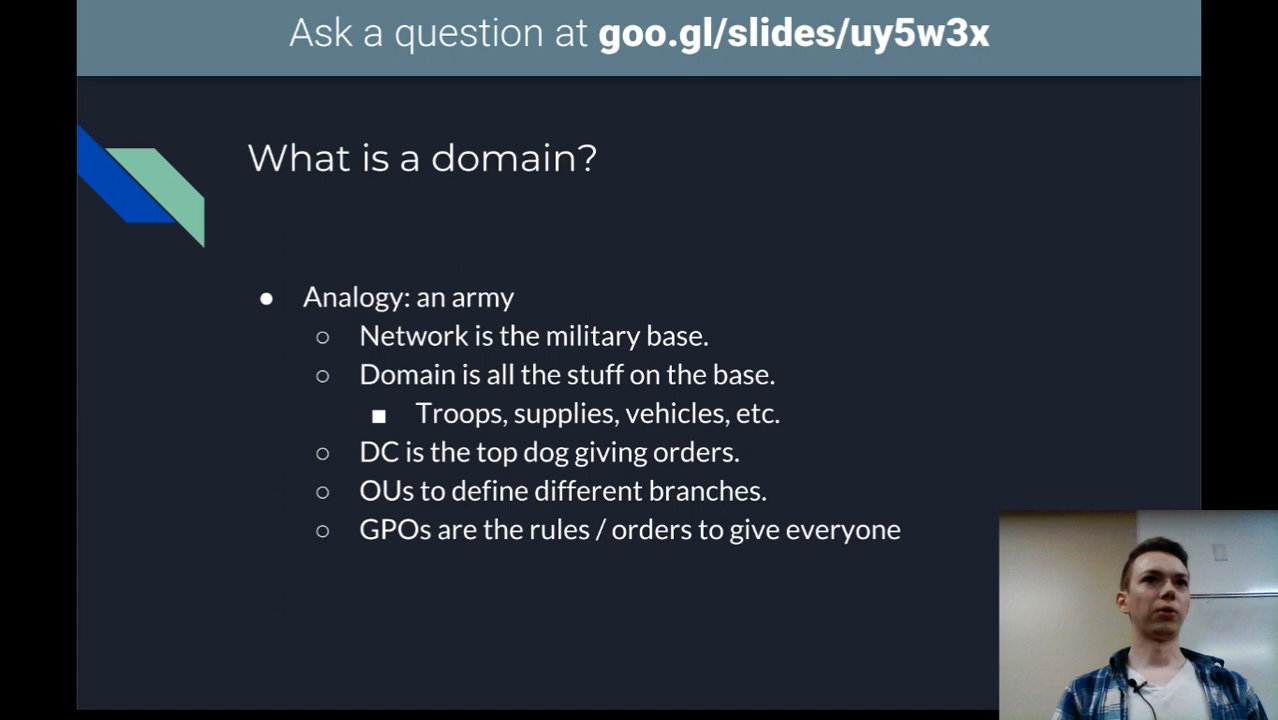 Ask a question at goo.gl/slides/uy5w3x
What is a domain?
● Analogy: an army
○ Network is the military base.
○ Domain is all the stuff on the base.
■ Troops, supplies, vehicles, etc.
○ DC is the top dog giving orders.
○ OUs to define different branches.
○ GPOs are the rules / orders to give everyone